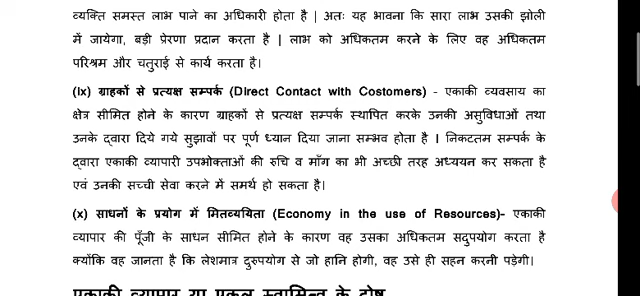 व्यक्ति समस्त लाभ पाने का अधिकारी होता है | अतः यह भावना कि सारा लाभ उसकी झोली
में जायेगा, बड़ी प्रेरणा प्रदान करता है | लाभ को अधिकतम करने के लिए वह अधिकतम
परिश्रम और चतुराई से कार्य करता है।
(ix) ग्राहकों से प्रत्यक्ष सम्पर्क (Direct Contact with Costomers) - एकाकी व्यवसाय का
क्षेत्र सीमित होने के कारण ग्राहकों से प्रत्यक्ष सम्पर्क स्थापित करके उनकी असुविधाओं तथा
उनके द्वारा दिये गये सुझावों पर पूर्ण ध्यान दिया जाना सम्भव होता है । निकटतम सम्पर्क के
द्वारा एकाकी व्यापारी उपभोक्ताओं की रुचि व माँग का भी अच्छी तरह अध्ययन कर सकता है
एवं उनकी सच्ची सेवा करने में समर्थ हो सकता है।
(x) साधनों के प्रयोग में मितव्ययिता (Economy in the use of Resources)- एकाकी
व्यापार की पूँजी के साधन सीमित होने के कारण वह उसका अधिकतम सदुपयोग करता है
क्योंकि वह जानता है कि लेशमात्र दुरुपयोग से जो हानि होगी, वह उसे ही सहन करनी पड़ेगी।
एकाकी व्यापार या एकल स्वामित्व के दोष